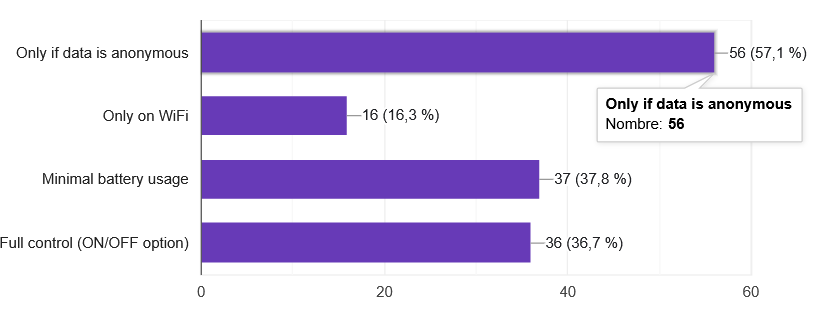 Only if data is anonymous
56 (57,1 %)
Only if data is anonymous
Nombre: 56
Only on WiFi
16 (16,3 %)
Minimal battery usage
37 (37,8 %)
Full control (ON/OFF option)
36 (36,7 %)
0
20
40
60